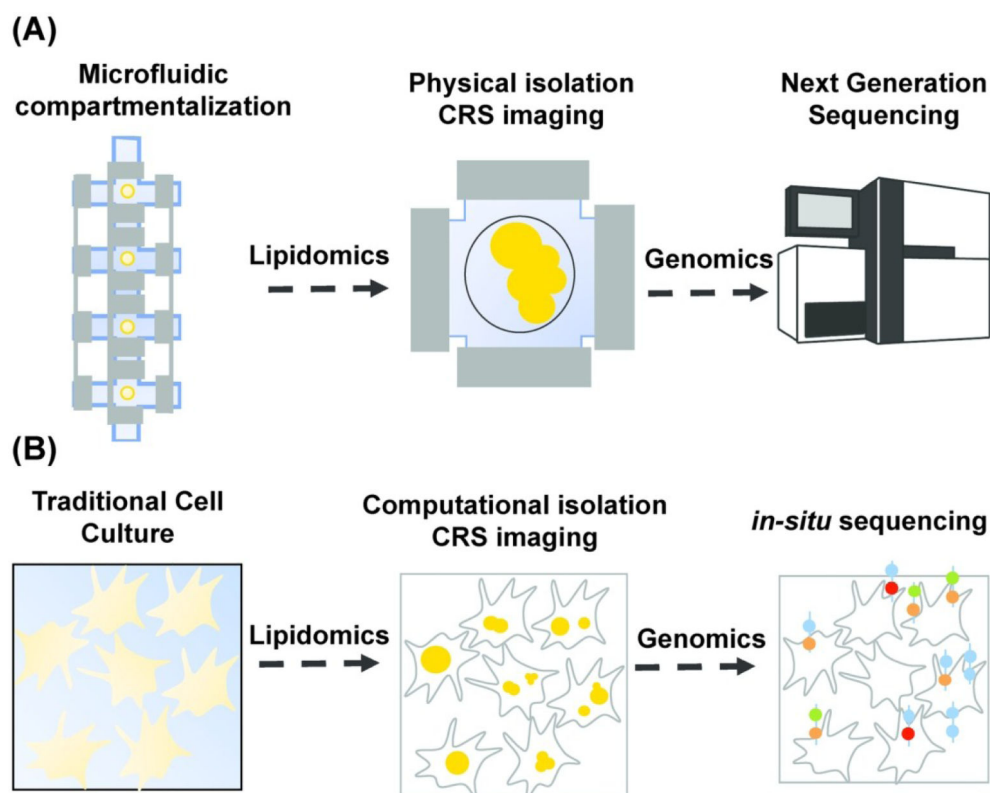 (A)
Microfluidic
compartmentalization
Physical isolation
CRS imaging
Next Generation
Sequencing
Lipidomics
Genomics
(B)
Traditional Cell
Culture
Computational isolation
CRS imaging
in-situ sequencing
Lipidomics
Genomics